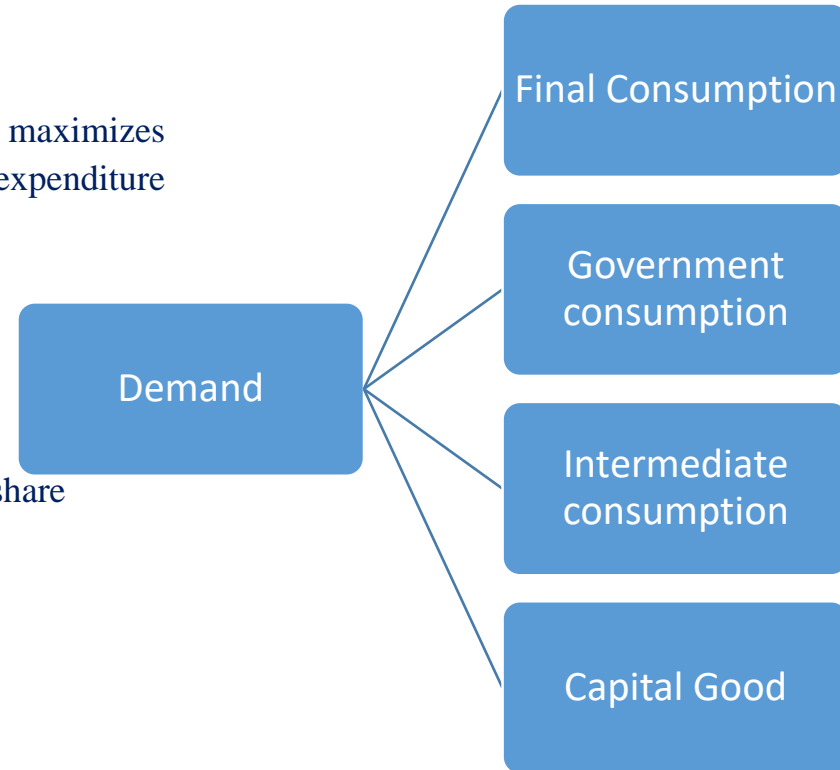 maximizes
expenditure
share
Demand
Final Consumption
Government
consumption
Intermediate
consumption
Capital Good